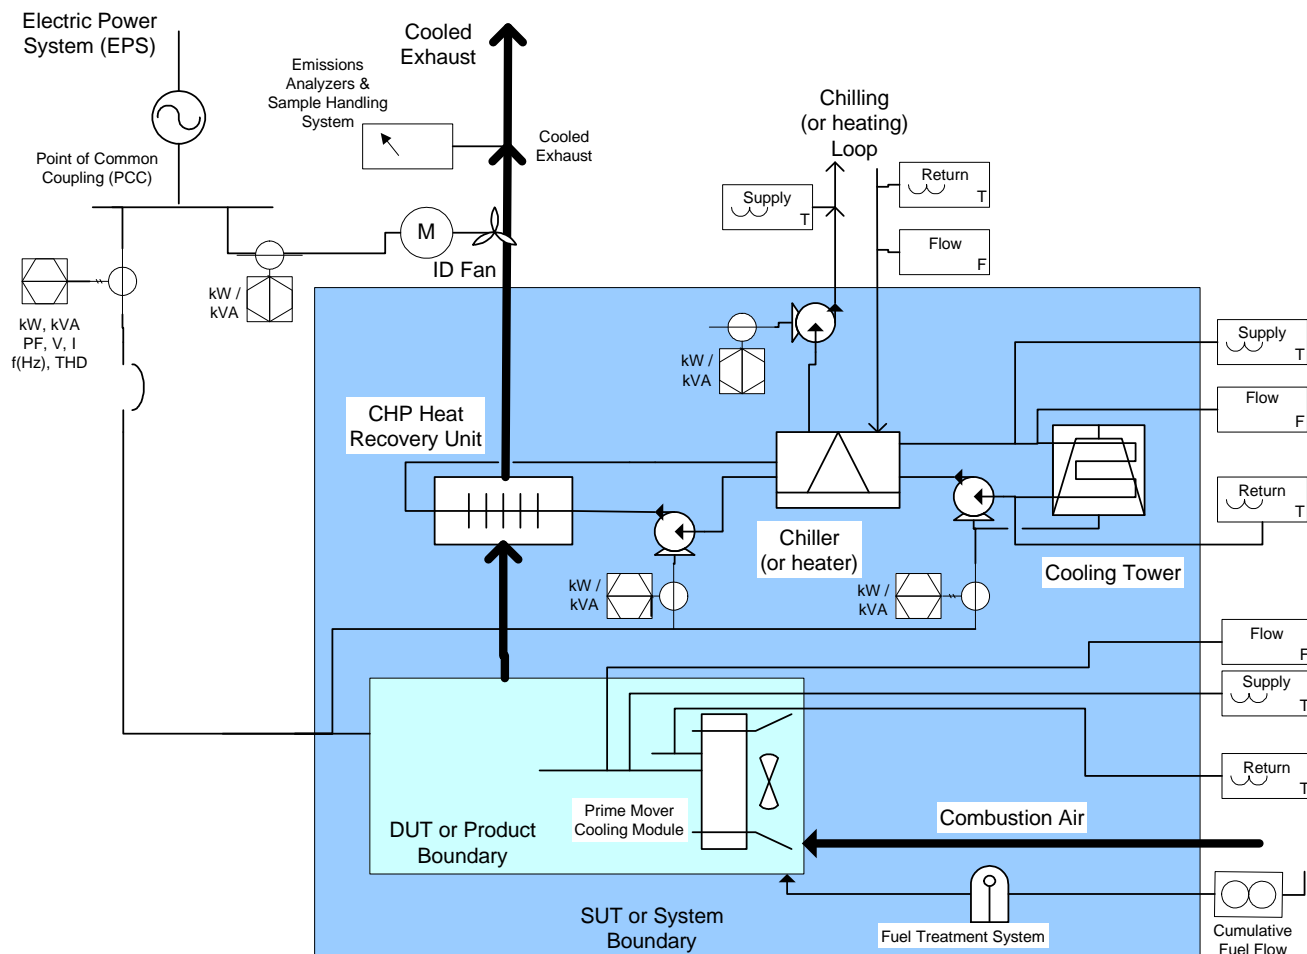 Electric Power
System (EPS)
Cooled
Exhaust
Emissions
Analyzers &
Sample Handling
System
Cooled
Exhaust
Point of Common
Coupling (PCC)
Chilling
(or heating)
Loop
Supply
T
Return
T
Flow
F
M
ID Fan
kW /
kVA
kW, kVA
PF, V, I
f(Hz), THD
kW /
kVA
Supply
T
Flow
F
Return
T
CHP Heat
Recovery Unit
Chiller
(or heater)
Cooling Tower
kW /
kVA
kW /
kVA
Flow
F
Supply
T
Return
T
Prime Mover
Cooling Module
DUT or Product
Boundary
Combustion Air
SUT or System
Boundary
Fuel Treatment System
Cumulative
Fuel Flow